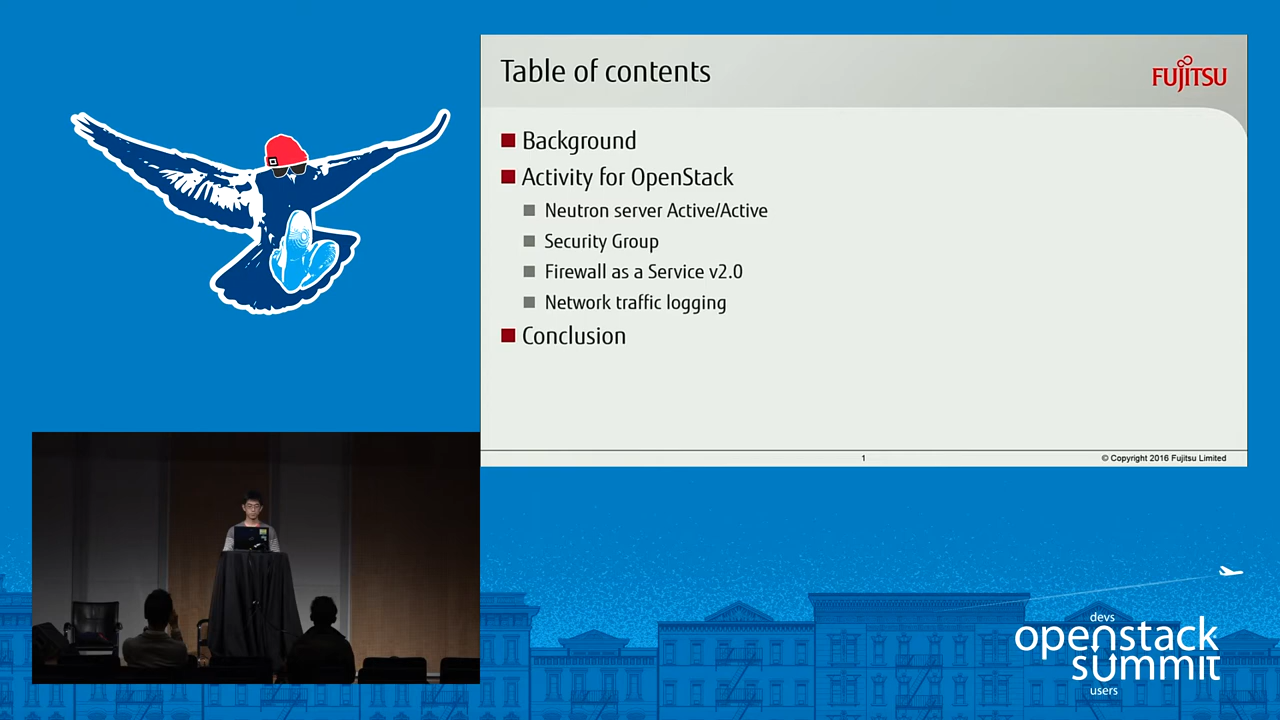 Table of contents
FUJITSU
Background
Activity for OpenStack
Neutron server Active/Active
Security Group
Firewall as a Service v2.0
Network traffic logging
Conclusion
1
© Copyright 2016 Fujitsu Limited
devs
openstack
summit
users